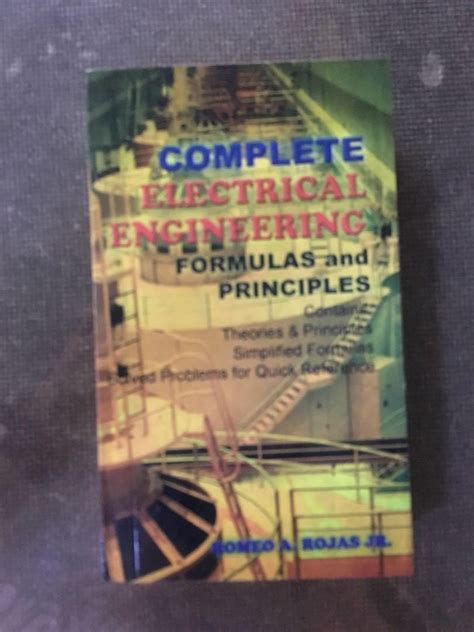 COMPLETE
ELECTRICAL
ENGINEERING
FORMULAS and
PRINCIPLES
Contains
Theories & Principles
Simplified Formulas
Solved Problems for Quick Reference
ROMEO A. ROJAS JR.